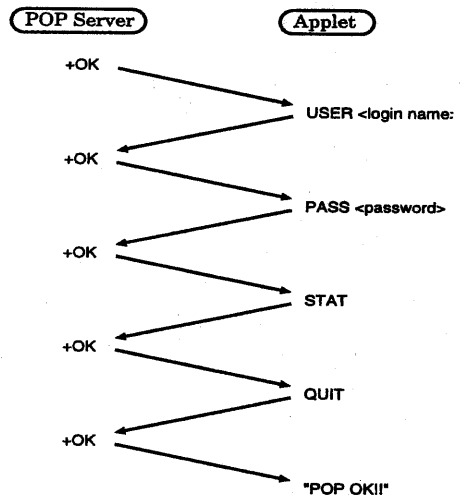 POP Server
Applet
+OK
USER <login name:
+OK
PASS <password>
+OK
STAT
+OK
QUIT
+OK
"POP OK!!"